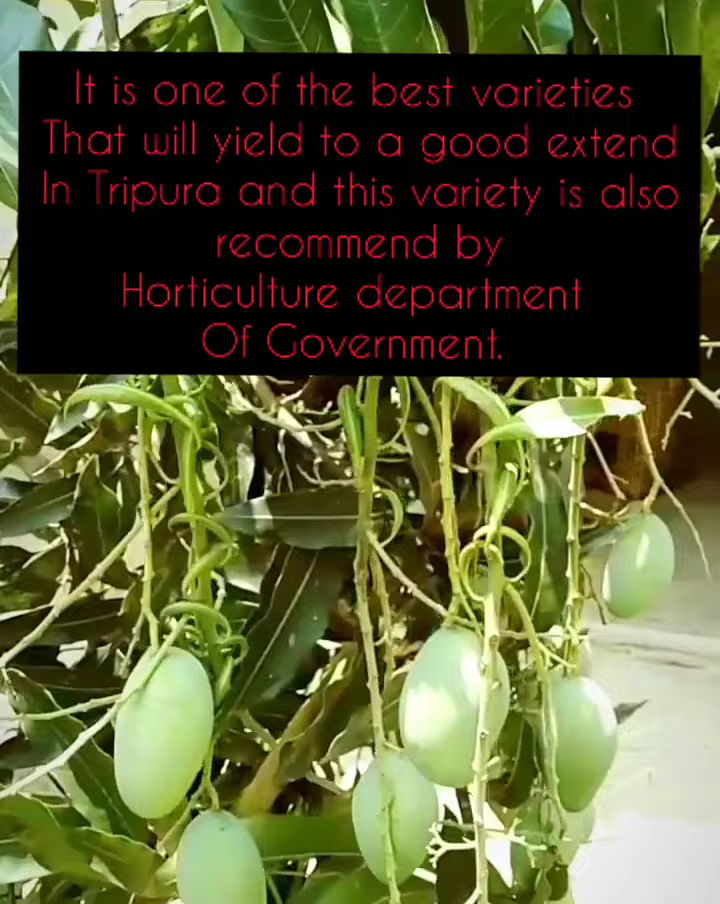 It is one of the best varieties
That will yield to a good extend
In Tripura and this variety is also
recommend by
Horticulture department
Of Government.